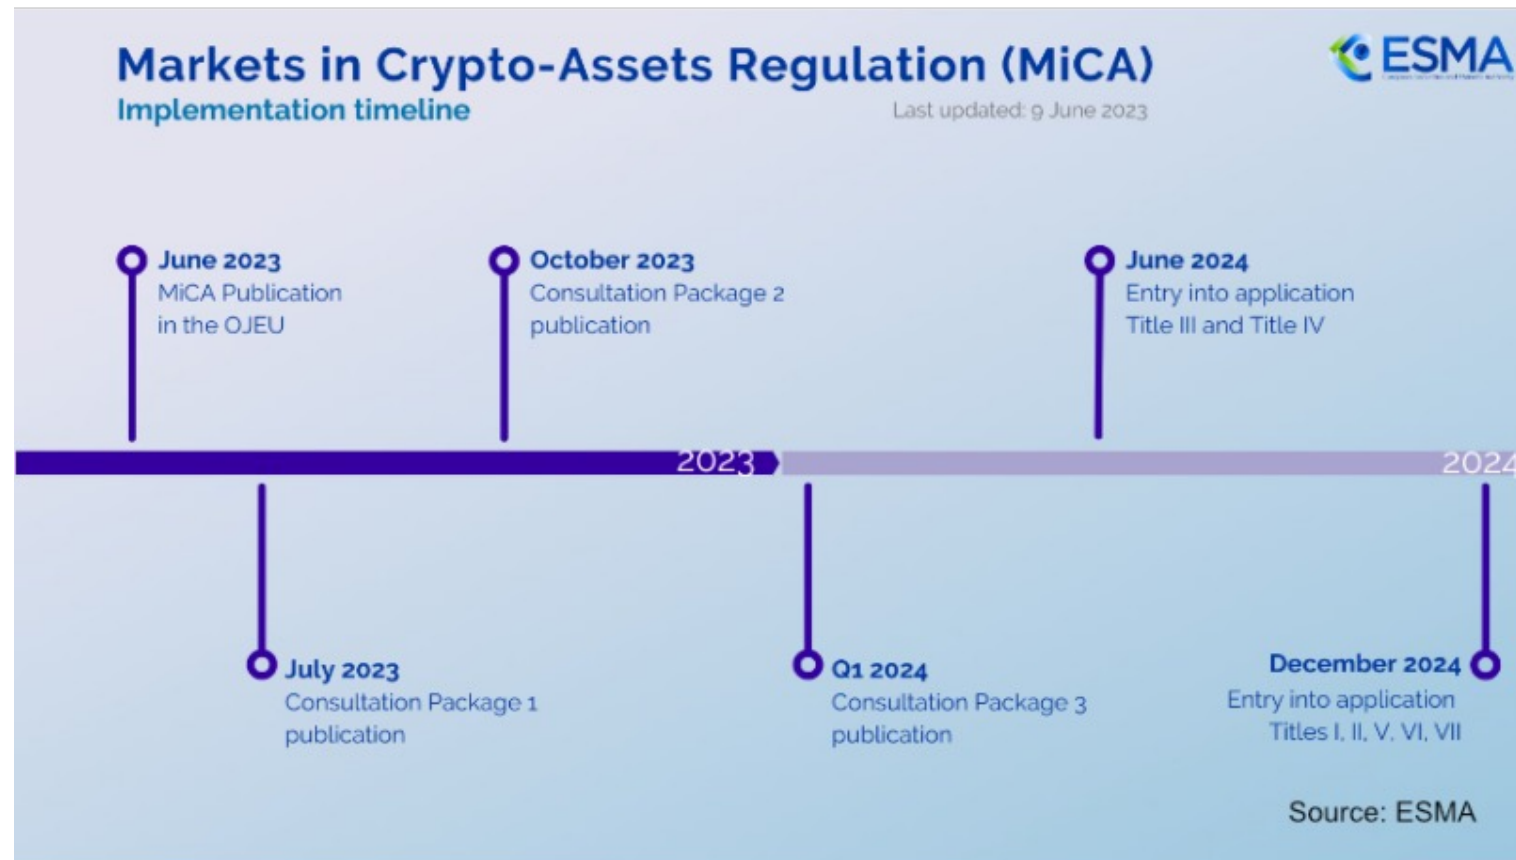 Markets in Crypto-Assets Regulation (MiCA)
ESMA
Implementation timeline
Last updated: 9 June 2023
June 2023
MiCA Publication
in the OJEU
October 2023
Consultation Package 2
publication
June 2024
Entry into application
Title III and Title IV
2023
2024
July 2023
Consultation Package 1
publication
Q1 2024
Consultation Package 3
publication
December 2024
Entry into application
Titles I, II, V, VI, VII
Source: ESMA